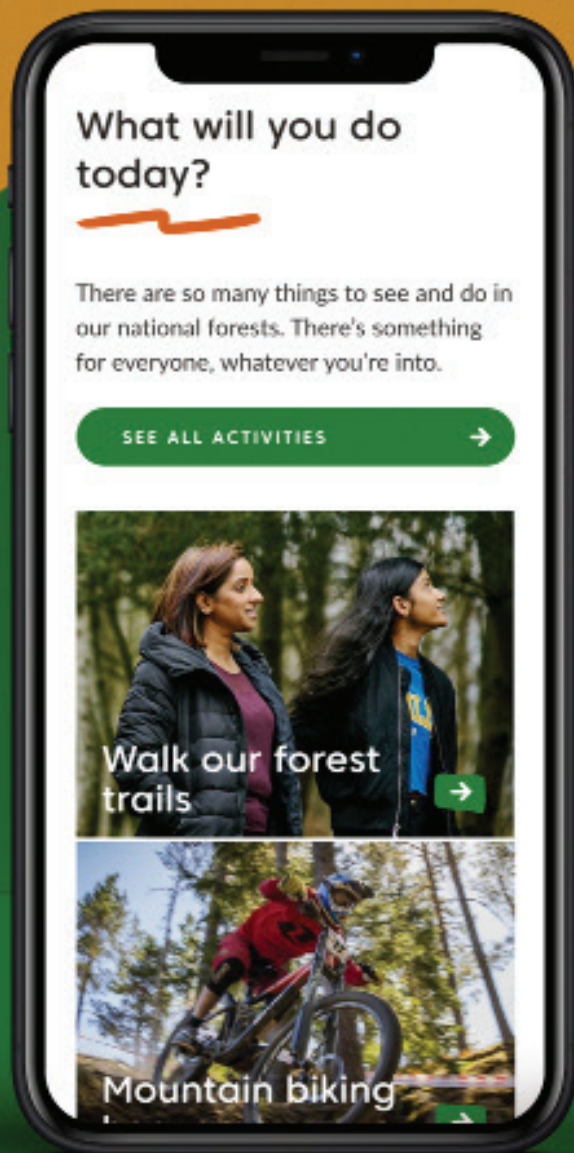 What will you do
today?
There are so many things to see and do in
our national forests. There's something
for everyone, whatever you're into.
SEE ALL ACTIVITIES
Walk our forest
trails
Mountain biking